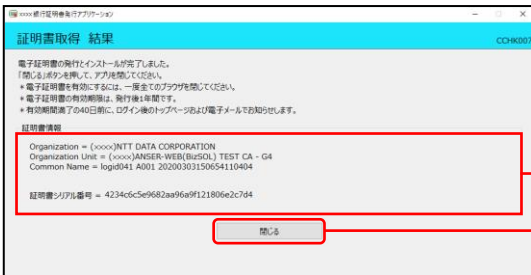 xxxx 銀行証明書発行アプリケーション
証明書取得 結果
CCHK007
電子証明書の発行とインストールが完了しました。
「閉じる」ボタンを押して、アプリを閉じてください。
＊電子証明書を有効にするには、一度全てのブラウザを閉じてください。
＊電子証明書の有効期限は、発行後1年間です。
＊有効期間満了の40日前に、ログイン後のトップページおよび電子メールでお知らせします。
証明書情報
Organization = (xxxx)NTT DATA CORPORATION
Organization Unit = (xxxx)ANSER-WEB(BizSOL) TEST CA - G4
Common Name = logid041 A001 20200303150654110404
証明書シリアル番号 = 4234c6c5e9682aa96a9f121806e2c7d4
閉じる